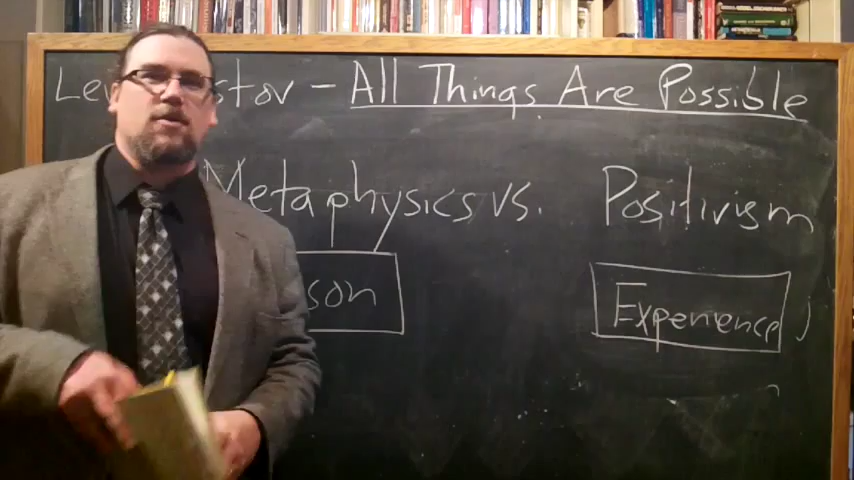 Lev stov - All Things Are Possible
Metaphysics vs. Positivism
son Experience